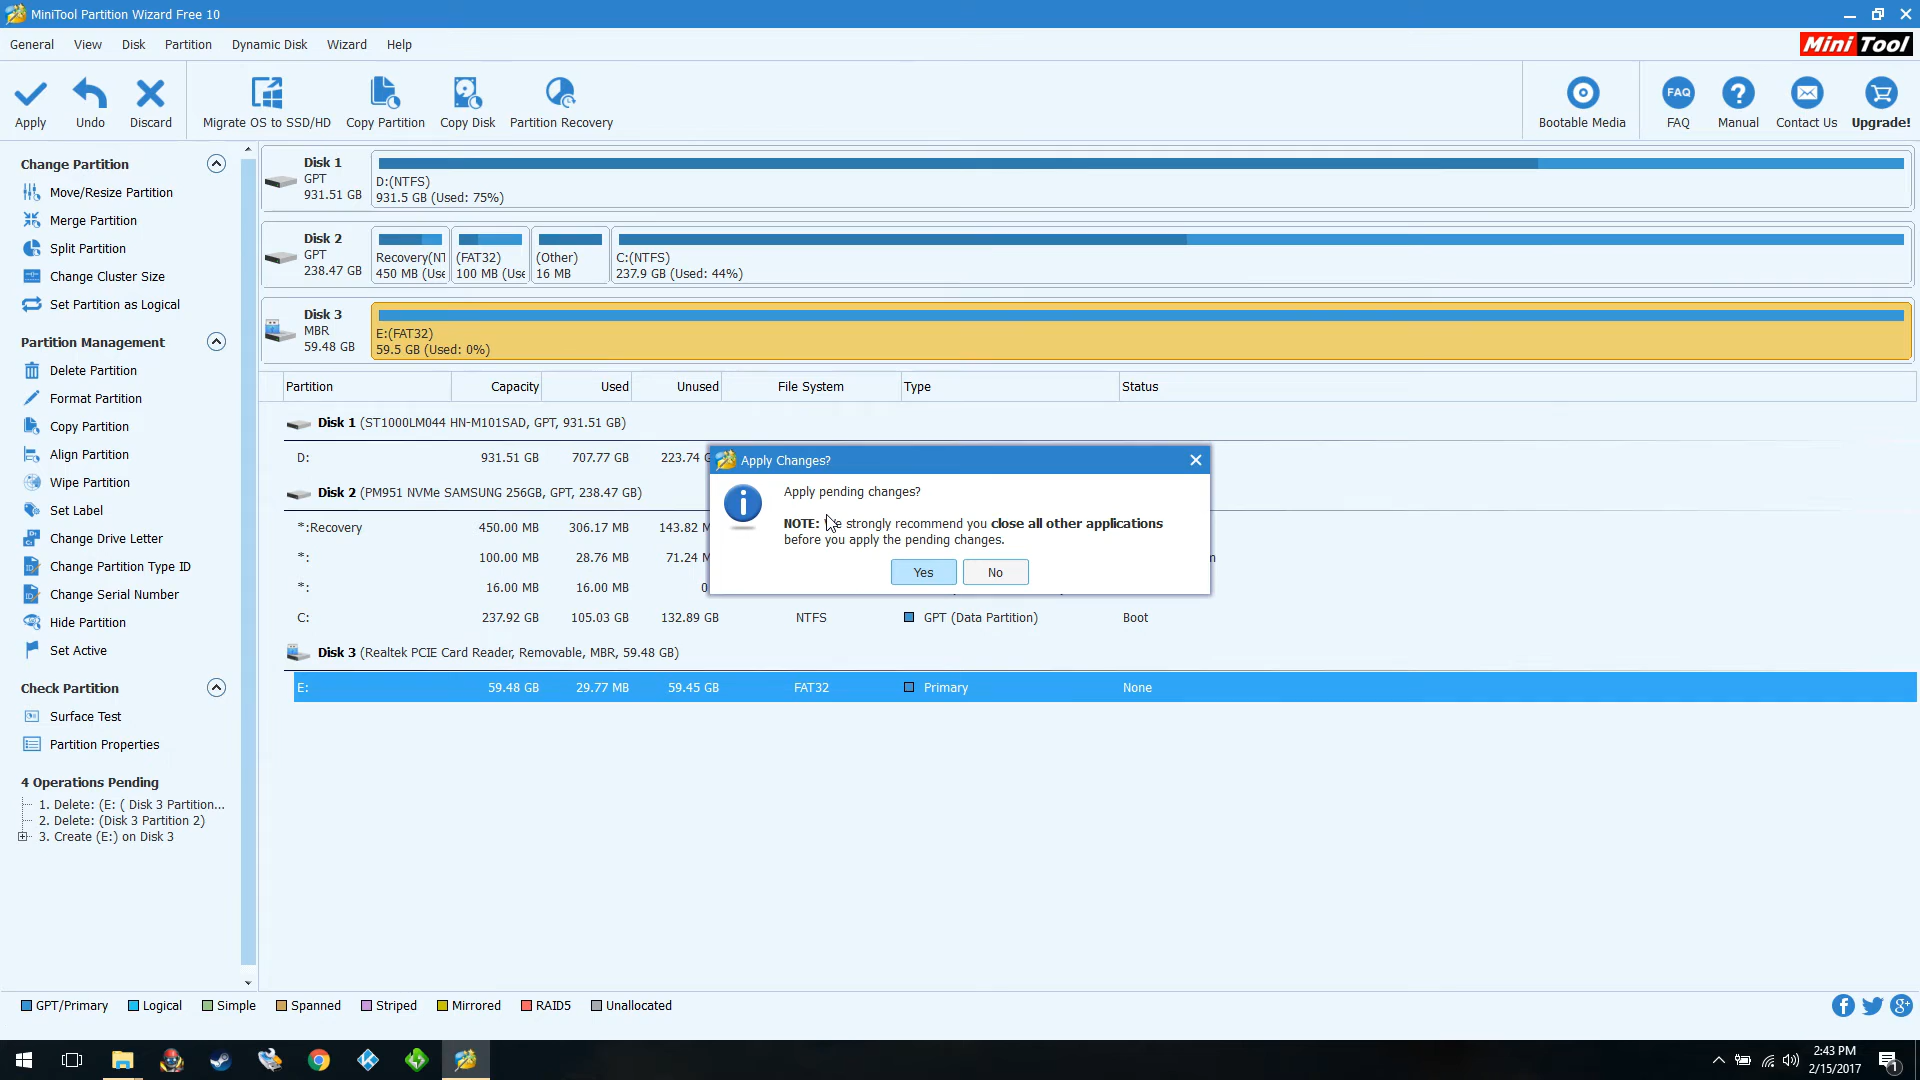 MiniTool Partition Wizard Free 10
General View Disk Partition Dynamic Disk Wizard Help
Mini Tool
Apply Undo Discard Migrate OS to SSD/HD Copy Partition Copy Disk Partition Recovery Bootable Media FAQ FAQ Manual Contact Us Upgrade!
Change Partition
Move/Resize Partition
Merge Partition
Split Partition
Change Cluster Size
Set Partition as Logical
Partition Management
Delete Partition
Format Partition
Copy Partition
Align Partition
Wipe Partition
Set Label
Change Drive Letter
Change Partition Type ID
Change Serial Number
Hide Partition
Set Active
Check Partition
Surface Test
Partition Properties
4 Operations Pending
1. Delete: (E: ( Disk 3 Partition...
2. Delete: (Disk 3 Partition 2)
3. Create (E:) on Disk 3
Disk 1
GPT
931.51 GB
D:(NTFS)
931.5 GB (Used: 75%)
Disk 2
GPT
238.47 GB
Recovery(NT
450 MB (Use
(FAT32)
100 MB (Use
(Other)
16 MB
C:(NTFS)
237.9 GB (Used: 44%)
Disk 3
MBR
59.48 GB
E:(FAT32)
59.5 GB (Used: 0%)
Partition Capacity Used Unused File System Type Status
Disk 1 (ST1000LM044 HN-M101SAD, GPT, 931.51 GB)
D: 931.51 GB 707.77 GB 223.74
Disk 2 (PM951 NVMe SAMSUNG 256GB, GPT, 238.47 GB)
*:Recovery 450.00 MB 306.17 MB 143.82
*: 100.00 MB 28.76 MB 71.24
*: 16.00 MB 16.00 MB
C: 237.92 GB 105.03 GB 132.89 GB NTFS GPT (Data Partition) Boot
Disk 3 (Realtek PCIE Card Reader, Removable, MBR, 59.48 GB)
E: 59.48 GB 29.77 MB 59.45 GB FAT32 Primary None
Apply Changes?
Apply pending changes?
NOTE: strongly recommend you close all other applications
before you apply the pending changes.
Yes No
GPT/Primary Logical Simple Spanned Striped Mirrored RAID5 Unallocated
2:43 PM
2/15/2017
1